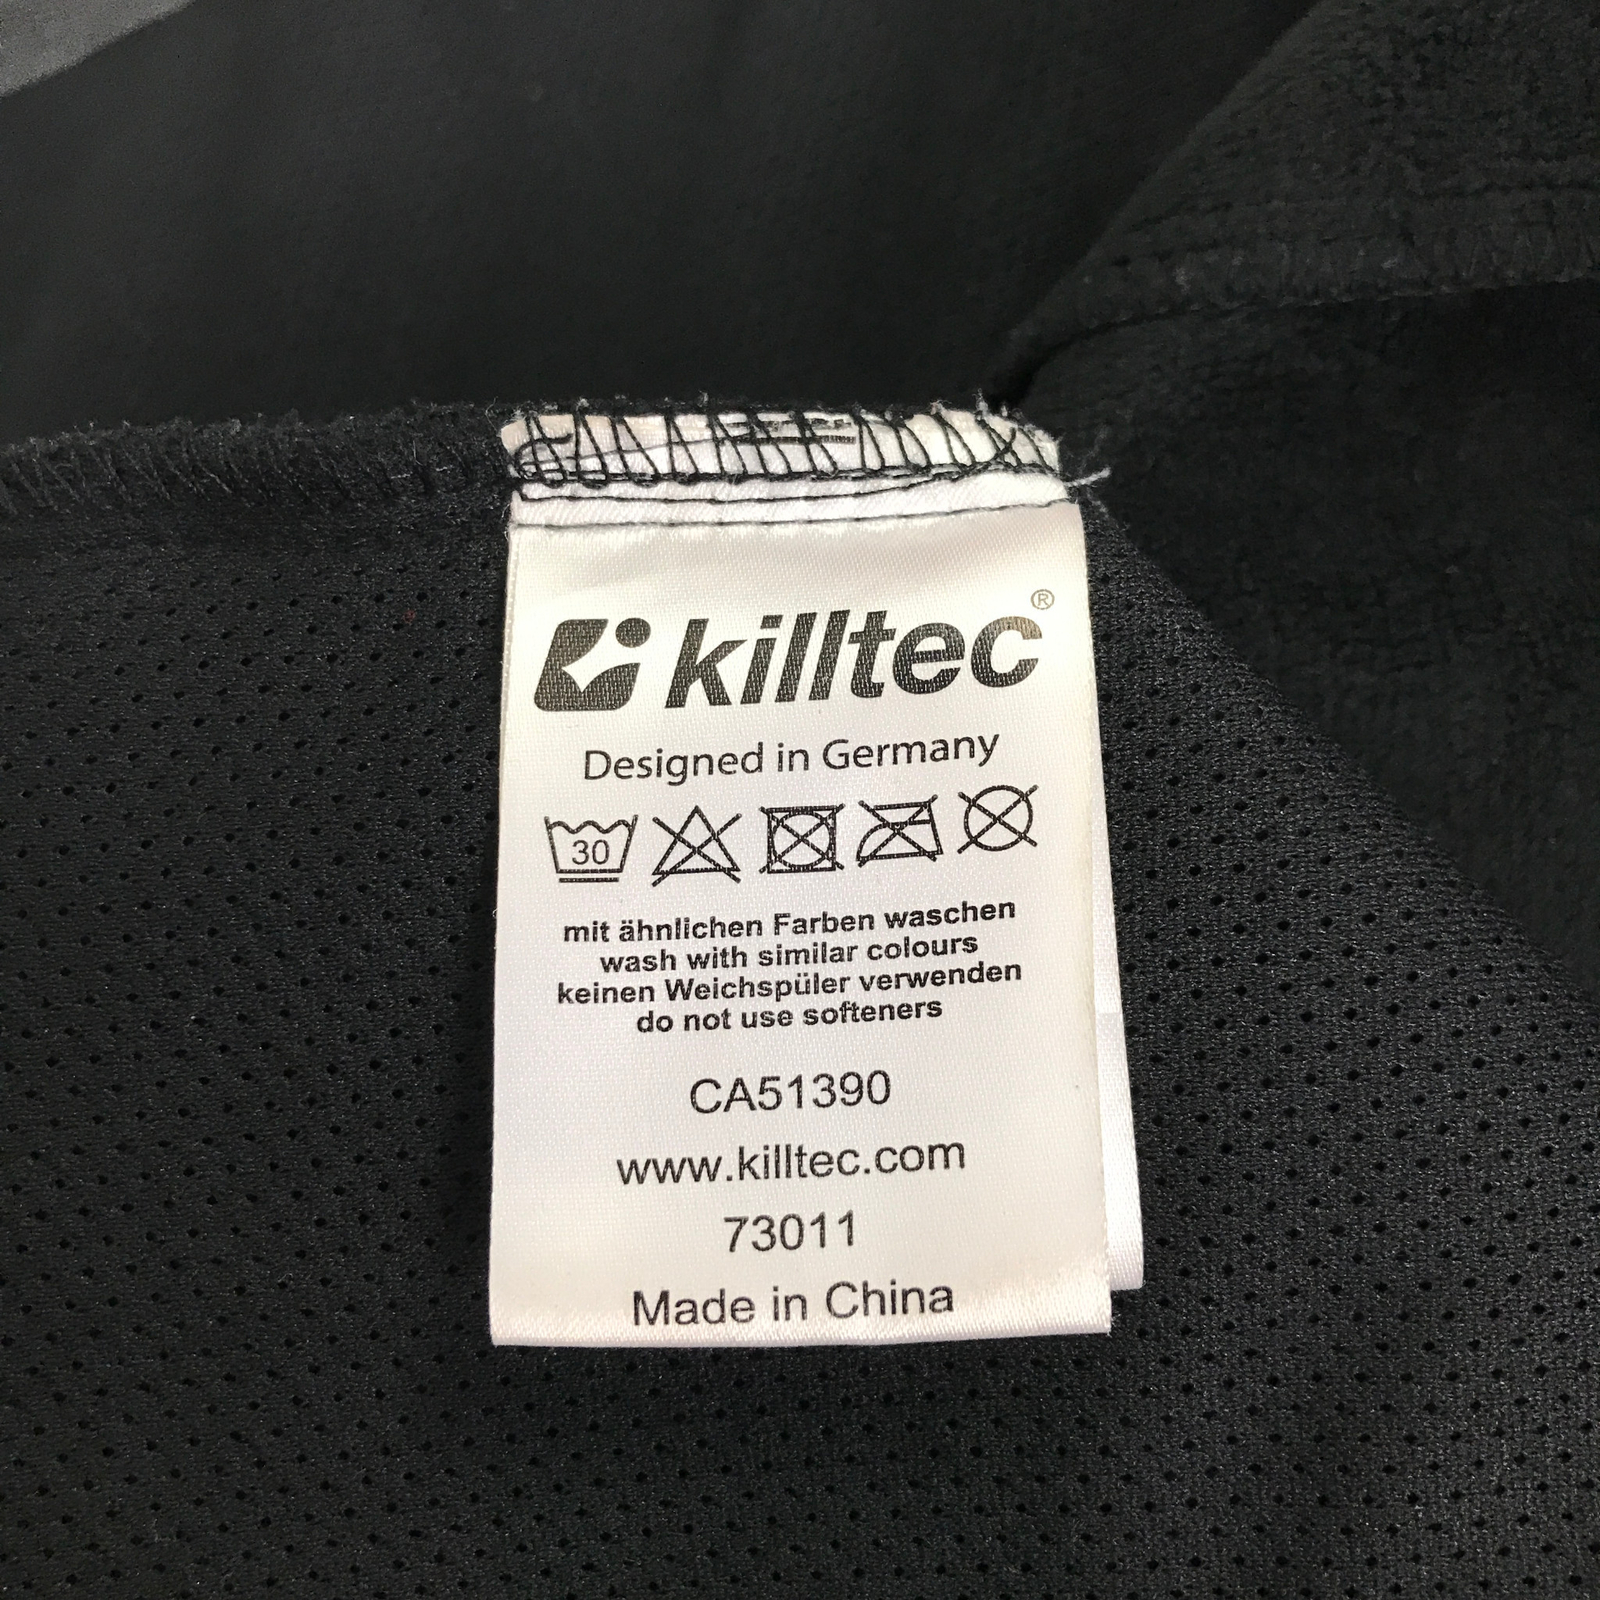 killtec®
Designed in Germany
30
mit ähnlichen Farben waschen
wash with similar colours
keinen Weichspüler verwenden
do not use softeners
CA51390
www.killtec.com
73011
Made in China